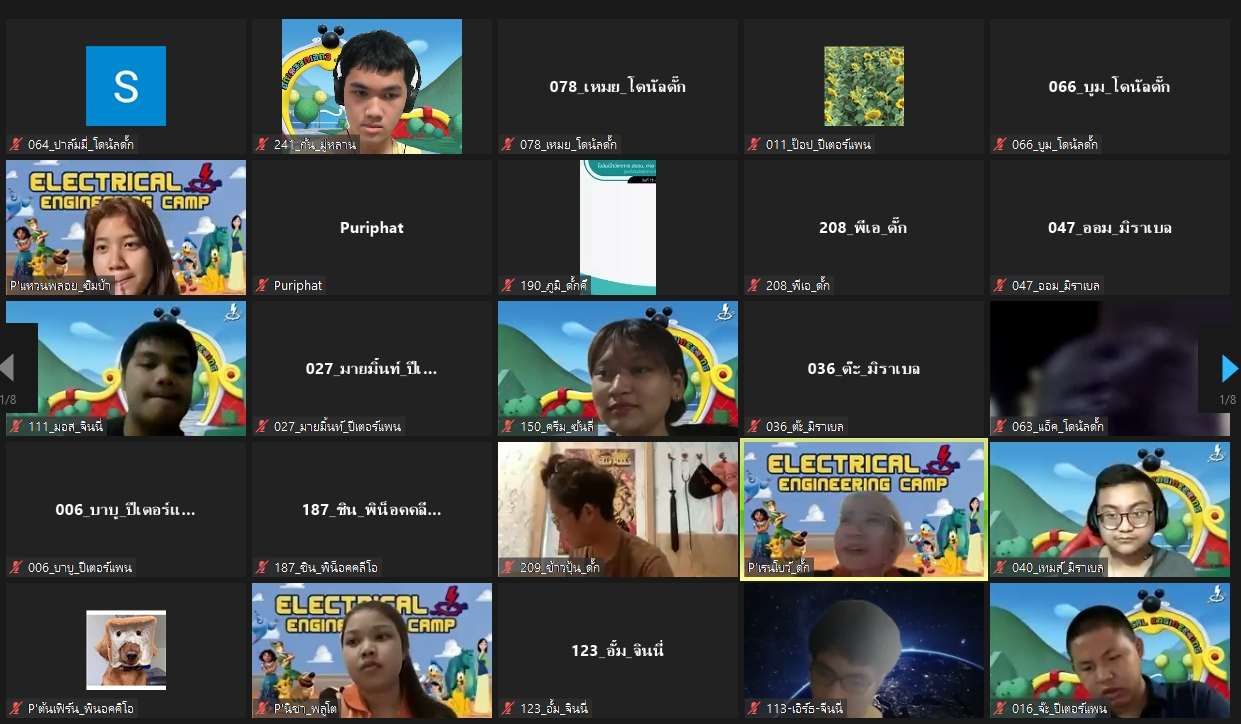 S
064_ปาล์มมี่_โดนัลดั๊ก
241_กัน_มู่หลาน
078_เหมย_โดนัลดั๊ก
078_เหมย_โดนัลดั๊ก
011_ป๊อป_ปีเตอร์แพน
066_บูม_โดนัลดั๊ก
066_บูม_โดนัลดั๊ก
ELECTRICAL
ENGINEERING CAMP
P'แหวนพลอย_ซิมบ้า
Puriphat
Puriphat
190_ภูมิ_ดั๊กคี
208_พีเอ_ดั๊ก
208_พีเอ_ดั๊ก
047_ออม_มิราเบล
047_ออม_มิราเบล
1/8
111_มอส_จินนี่
027_มายมิ้นท์_ปีเ...
027_มายมิ้นท์_ปีเตอร์แพน
150_ครีม_ซันลี่
036_ต๊ะ_มิราเบล
036_ต๊ะ_มิราเบล
063_แอ๊ค_โดนัลดั๊ก
1/8
006_บาบู_ปีเตอร์แ...
006_บาบู_ปีเตอร์แพน
187_ชิน_พิน็อคคลี...
187_ชิน_พิน็อคคลีโอ
209_ข้าวปุ้น_ดั๊ก
ELECTRICAL
ENGINEERING CAMP
P'เรนโบว์_ดั๊ก
040_เทมส์_มิราเบล
P'ต้นเฟิร์น_พินอคคิโอ
ELECTRICAL
P'นิชา_พลูโต
123_อั้ม_จินนี่
123_อั้ม_จินนี่
113-เอิร์ธ-จินนี่
016_จ๊ะ_ปีเตอร์แพน